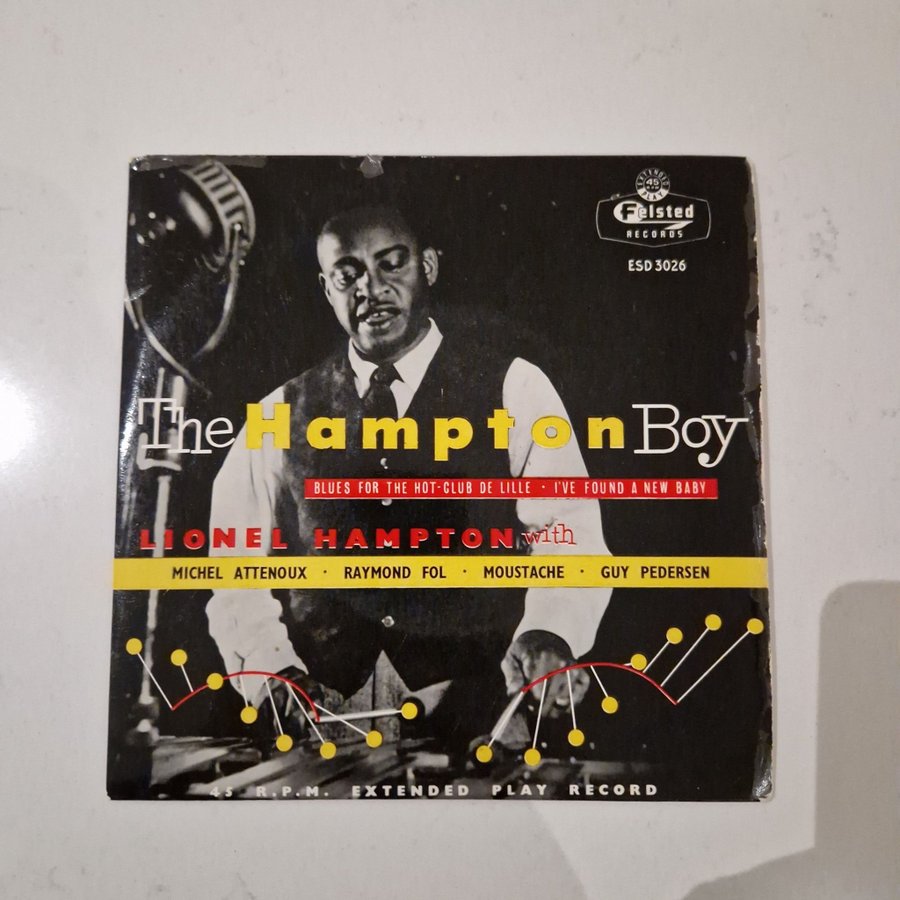 EXTENDED
45
RPM
PLAY
Felsted
RECORDS
ESD 3026
The Hampton Boy
BLUES FOR THE HOT-CLUB DE LILLE · I'VE FOUND A NEW BABY
LIONEL HAMPTON with
MICHEL ATTENOUX · RAYMOND FOL · MOUSTACHE · GUY PEDERSEN
45 R.P.M. EXTENDED PLAY RECORD